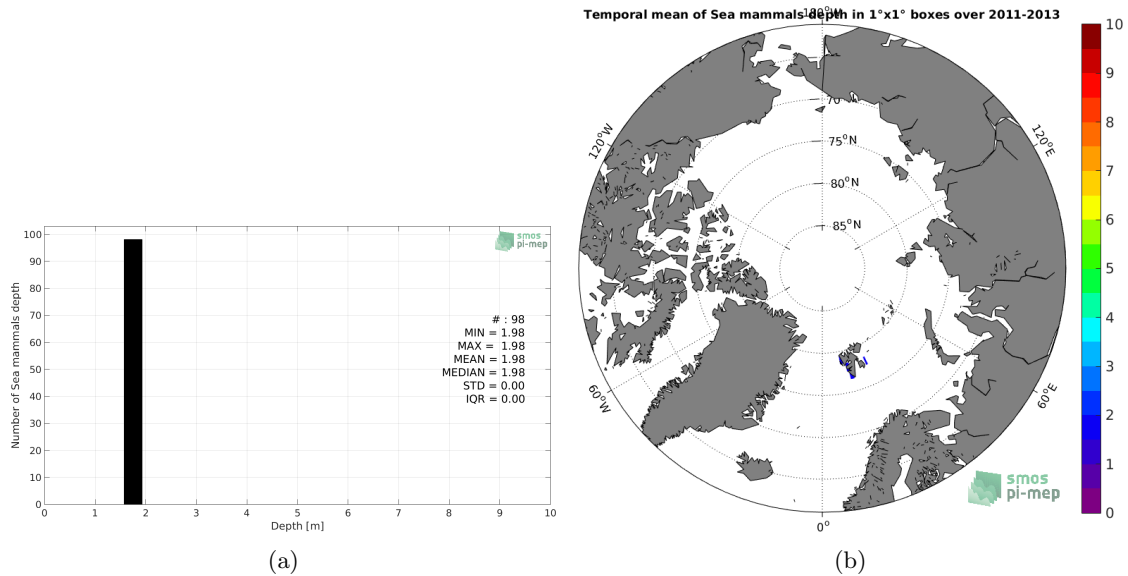 100
90
80
70
60
50
40
30
20
10
0
0 1 2 3 4 5 6 7 8 9 10
Number of Sea mammals depth
Depth [m]
smos
pi-mep
# : 98
MIN = 1.98
MAX = 1.98
MEAN = 1.98
MEDIAN = 1.98
STD = 0.00
IQR = 0.00
(a)
Temporal mean of Sea mammals depth in 1°x1° boxes over 2011-2013
180°W
120°W
120°E
70°N
75°N
80°N
85°N
60°W
60°E
0°
smos
pi-mep
10
9
8
7
6
5
4
3
2
1
0
(b)